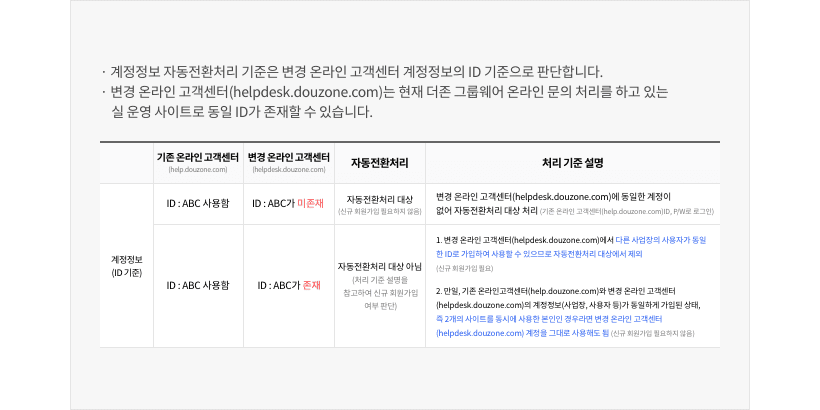 · 계정정보 자동전환처리 기준은 변경 온라인 고객센터 계정정보의 ID 기준으로 판단합니다.
· 변경 온라인 고객센터(helpdesk.douzone.com)는 현재 더존 그룹웨어 온라인 문의 처리를 하고 있는
실 운영 사이트로 동일 ID가 존재할 수 있습니다.
기존 온라인 고객센터
(help.douzone.com)
변경 온라인 고객센터
(helpdesk.douzone.com)
자동전환처리
처리 기준 설명
계정정보
(ID 기준)
ID : ABC 사용함
ID : ABC가 미존재
자동전환처리 대상
(신규 회원가입 필요하지 않음)
변경 온라인 고객센터(helpdesk.douzone.com)에 동일한 계정이
없어 자동전환처리 대상 처리 (기존 온라인 고객센터(help.douzone.com)ID, P/W로 로그인)
ID : ABC 사용함
ID : ABC가 존재
자동전환처리 대상 아님
(처리 기준 설명을
참고하여 신규 회원가입
여부 판단)
1. 변경 온라인 고객센터(helpdesk.douzone.com)에서 다른 사업장의 사용자가 동일
한 ID로 가입하여 사용할 수 있으므로 자동전환처리 대상에서 제외
(신규 회원가입 필요)
2. 만일, 기존 온라인고객센터(help.douzone.com)와 변경 온라인 고객센터
(helpdesk.douzone.com)의 계정정보(사업장, 사용자 등)가 동일하게 가입된 상태,
즉 2개의 사이트를 동시에 사용한 본인인 경우라면 변경 온라인 고객센터
(helpdesk.douzone.com) 계정을 그대로 사용해도 됨 (신규 회원가입 필요하지 않음)